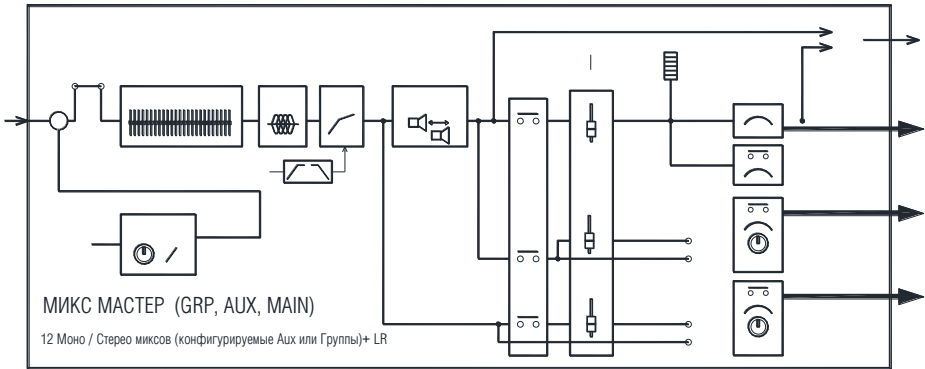 МИКС МАСТЕР (GRP, AUX, MAIN)
12 Моно / Стерео миксов (конфигурируемые Aux или Группы)+ LR